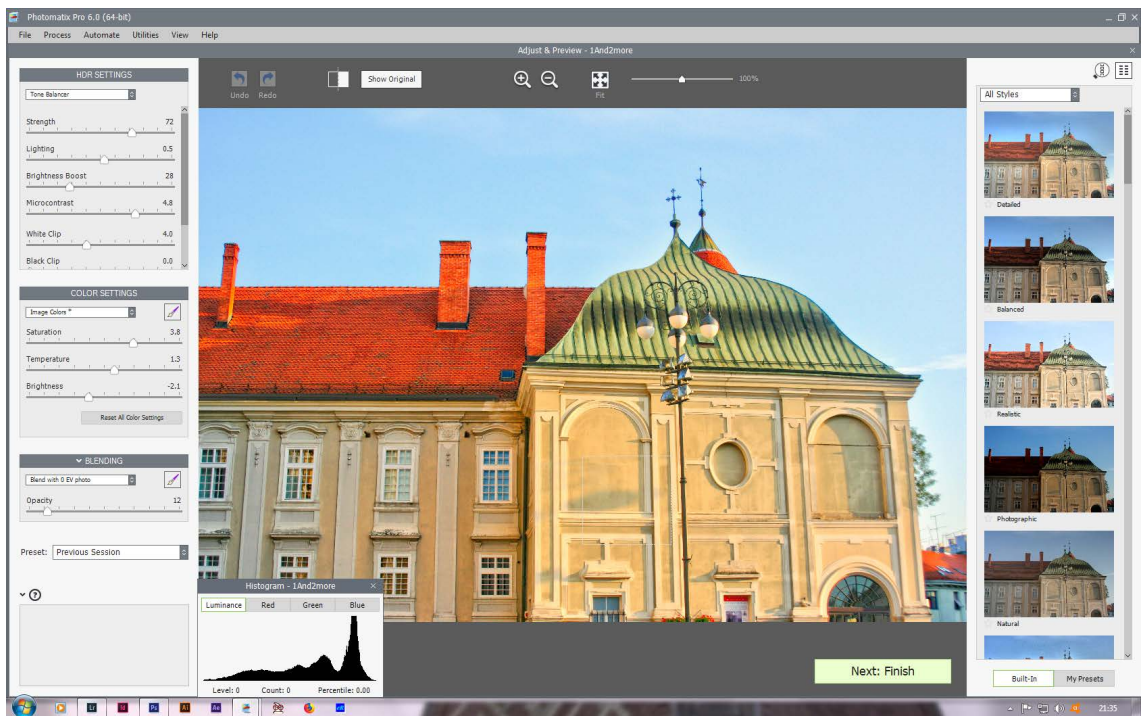 Photomatix Pro 6.0 (64-bit)
File Process Automate Utilities View Help
Adjust & Preview - 1And2more
HDR SETTINGS
Tone Balancer
Strength 72
Lighting 0.5
Brightness Boost 28
Microcontrast 4.8
White Clip 4.0
Black Clip 0.0
COLOR SETTINGS
Image Colors *
Saturation 3.8
Temperature 1.3
Brightness -2.1
Reset All Color Settings
BLENDING
Blend with 0 EV photo
Opacity 12
Preset: Previous Session
?
Undo Redo
Show Original
Fit
100%
Histogram - 1And2more
Luminance Red Green Blue
Level: 0 Count: 0 Percentile: 0.00
Next: Finish
All Styles
Detailed
Balanced
Realistic
Photographic
Natural
Built-In My Presets
Lr Id Ps Ai Ae
21:35